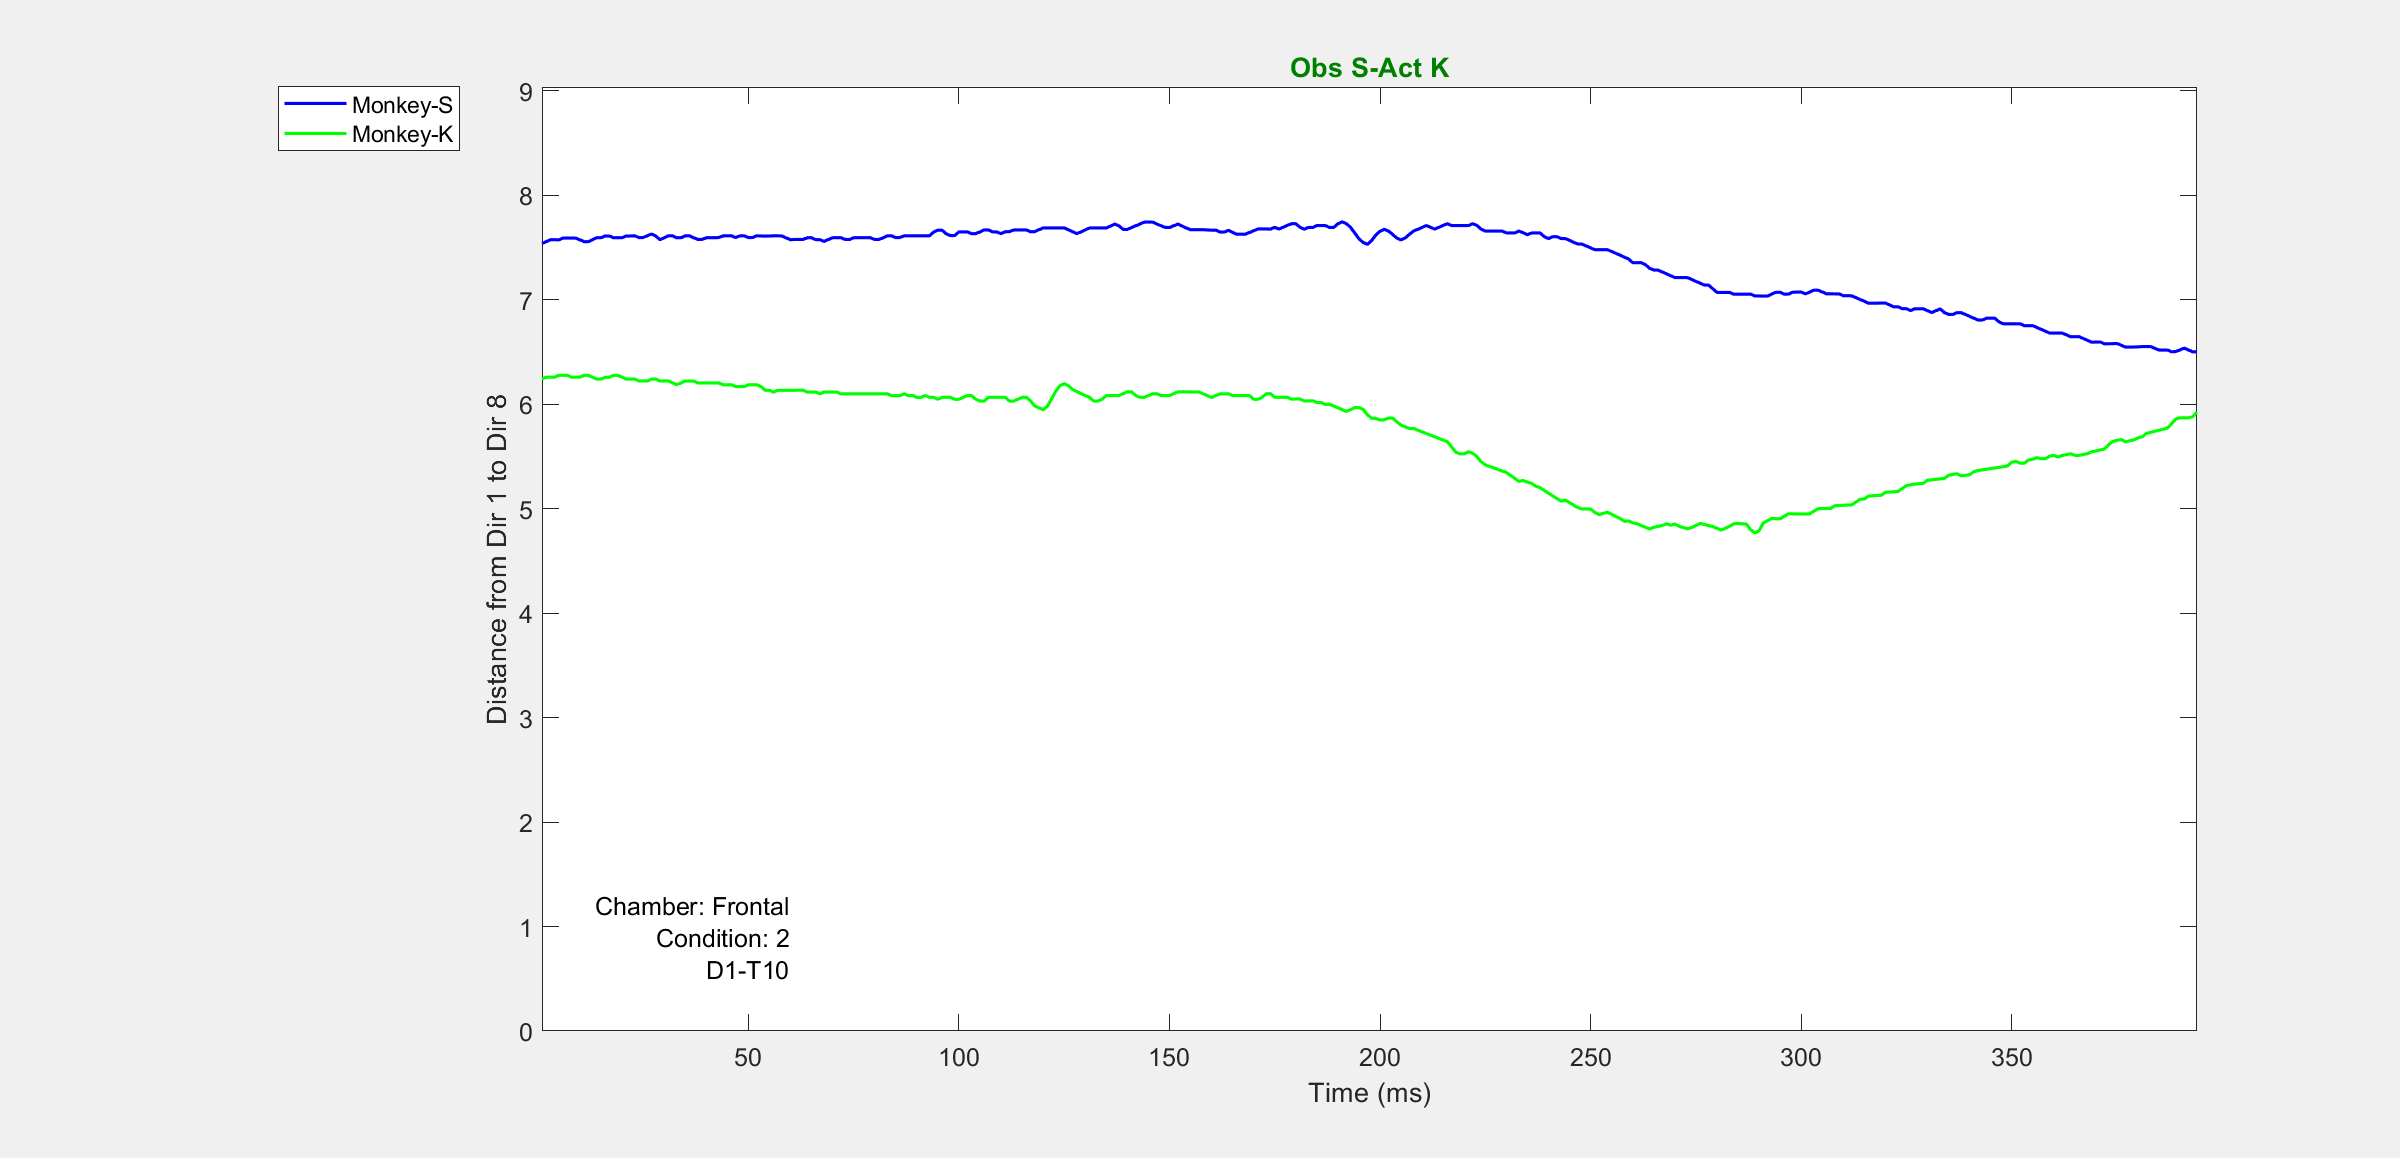 Obs S-Act K
Monkey-S
Monkey-K
9
8
7
6
5
4
3
2
1
0
Distance from Dir 1 to Dir 8
Chamber: Frontal
Condition: 2
D1-T10
50 100 150 200 250 300 350
Time (ms)